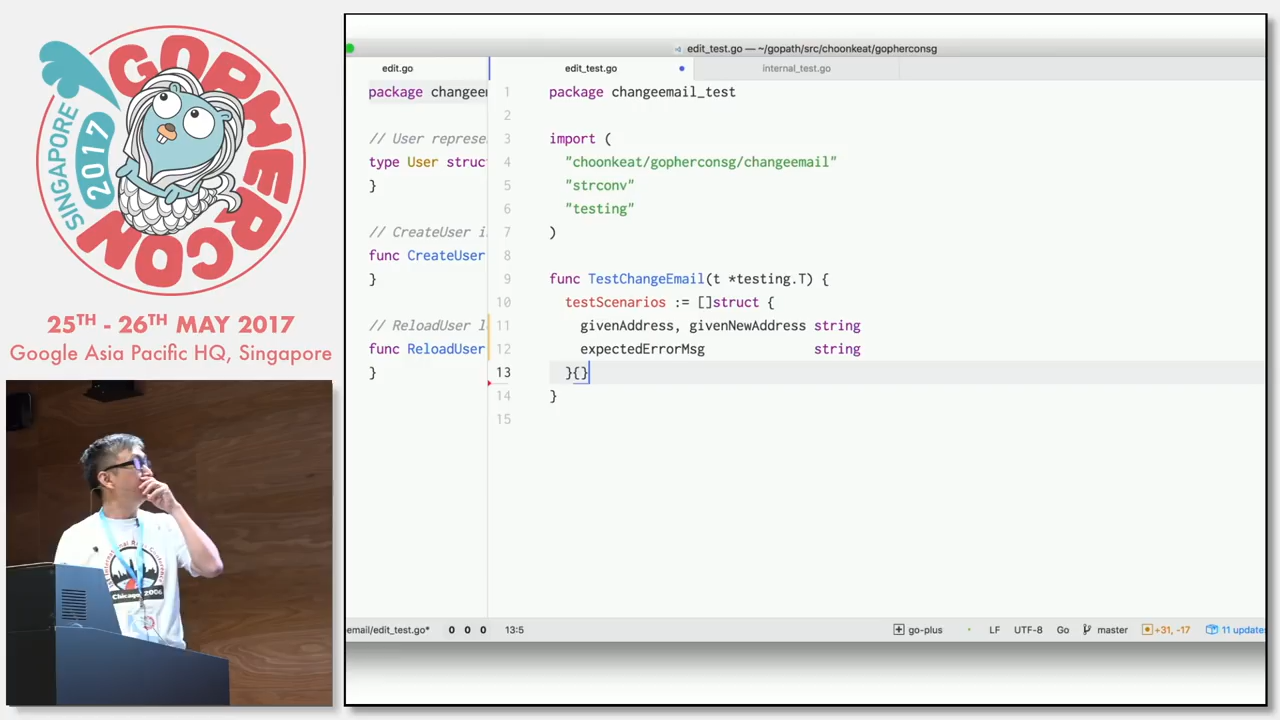 GOPHERCON
SINGAPORE
2017
25TH - 26TH MAY 2017
Google Asia Pacific HQ, Singapore
Chicago 2006
edit_test.go — ~/gopath/src/choonkeat/gopherconsg
edit.go
edit_test.go
internal_test.go
package changeem
// User represe
type User struct
}
// CreateUser i
func CreateUser
}
// ReloadUser l
func ReloadUser
}
1 package changeemail_test
2
3 import (
4 "choonkeat/gopherconsg/changeemail"
5 "strconv"
6 "testing"
7 )
8
9 func TestChangeEmail(t *testing.T) {
10 testScenarios := []struct {
11 givenAddress, givenNewAddress string
12 expectedErrorMsg string
13 }{}
14 }
15
email/edit_test.go* 0 0 0 13:5
go-plus LF UTF-8 Go master +31, -17 11 update